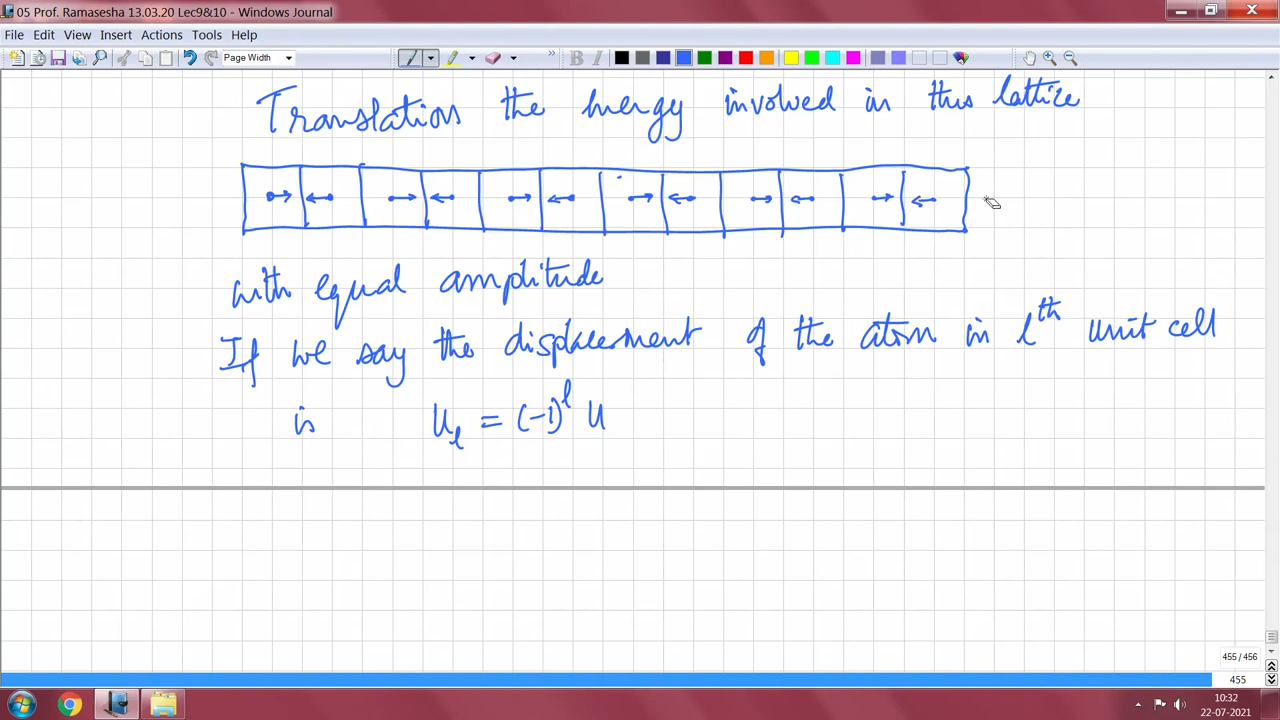 05 Prof. Ramasesha 13.03.20 Lec9&10 - Windows Journal
File Edit View Insert Actions Tools Help
Page Width
B I
Translation the energy involved in this lattice
with equal amplitude
If we say the displacement of the atom in lᵗʰ unit cell
is Uₗ = (-1)ˡ U
455 / 456
455
10:32
22-07-2021